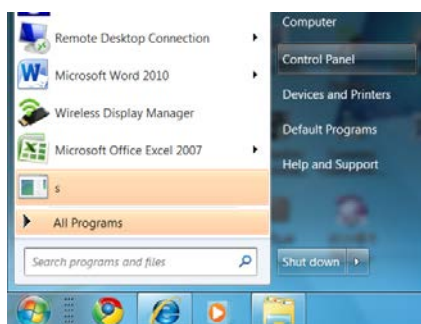 Remote Desktop Connection
Microsoft Word 2010
Wireless Display Manager
Microsoft Office Excel 2007
s
All Programs
Search programs and files
Computer
Control Panel
Devices and Printers
Default Programs
Help and Support
Shut down